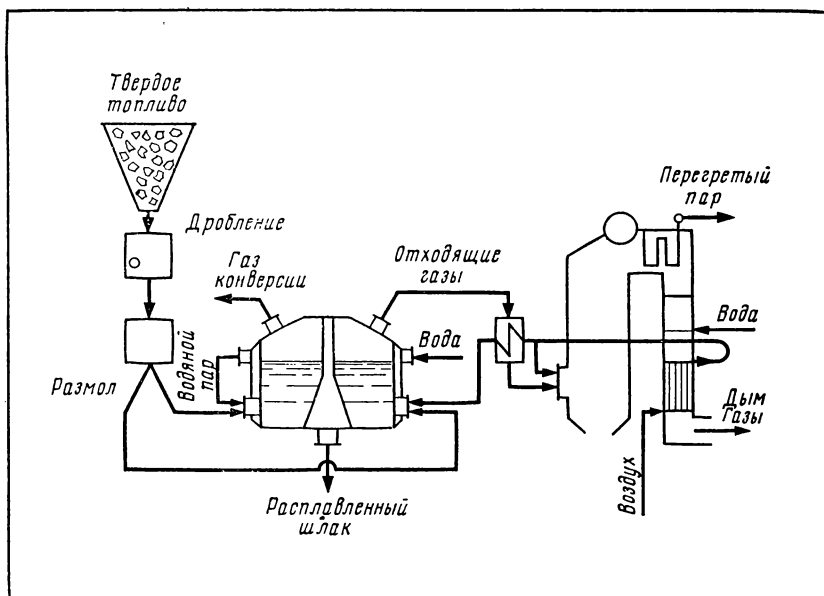 Твердое
топливо
Дробление
Размол
Газ
конверсии
Водяной
пар
Отходящие
газы
Вода
Расплавленный
шлак
Перегретый
пар
Вода
Дым
Газы
Воздух